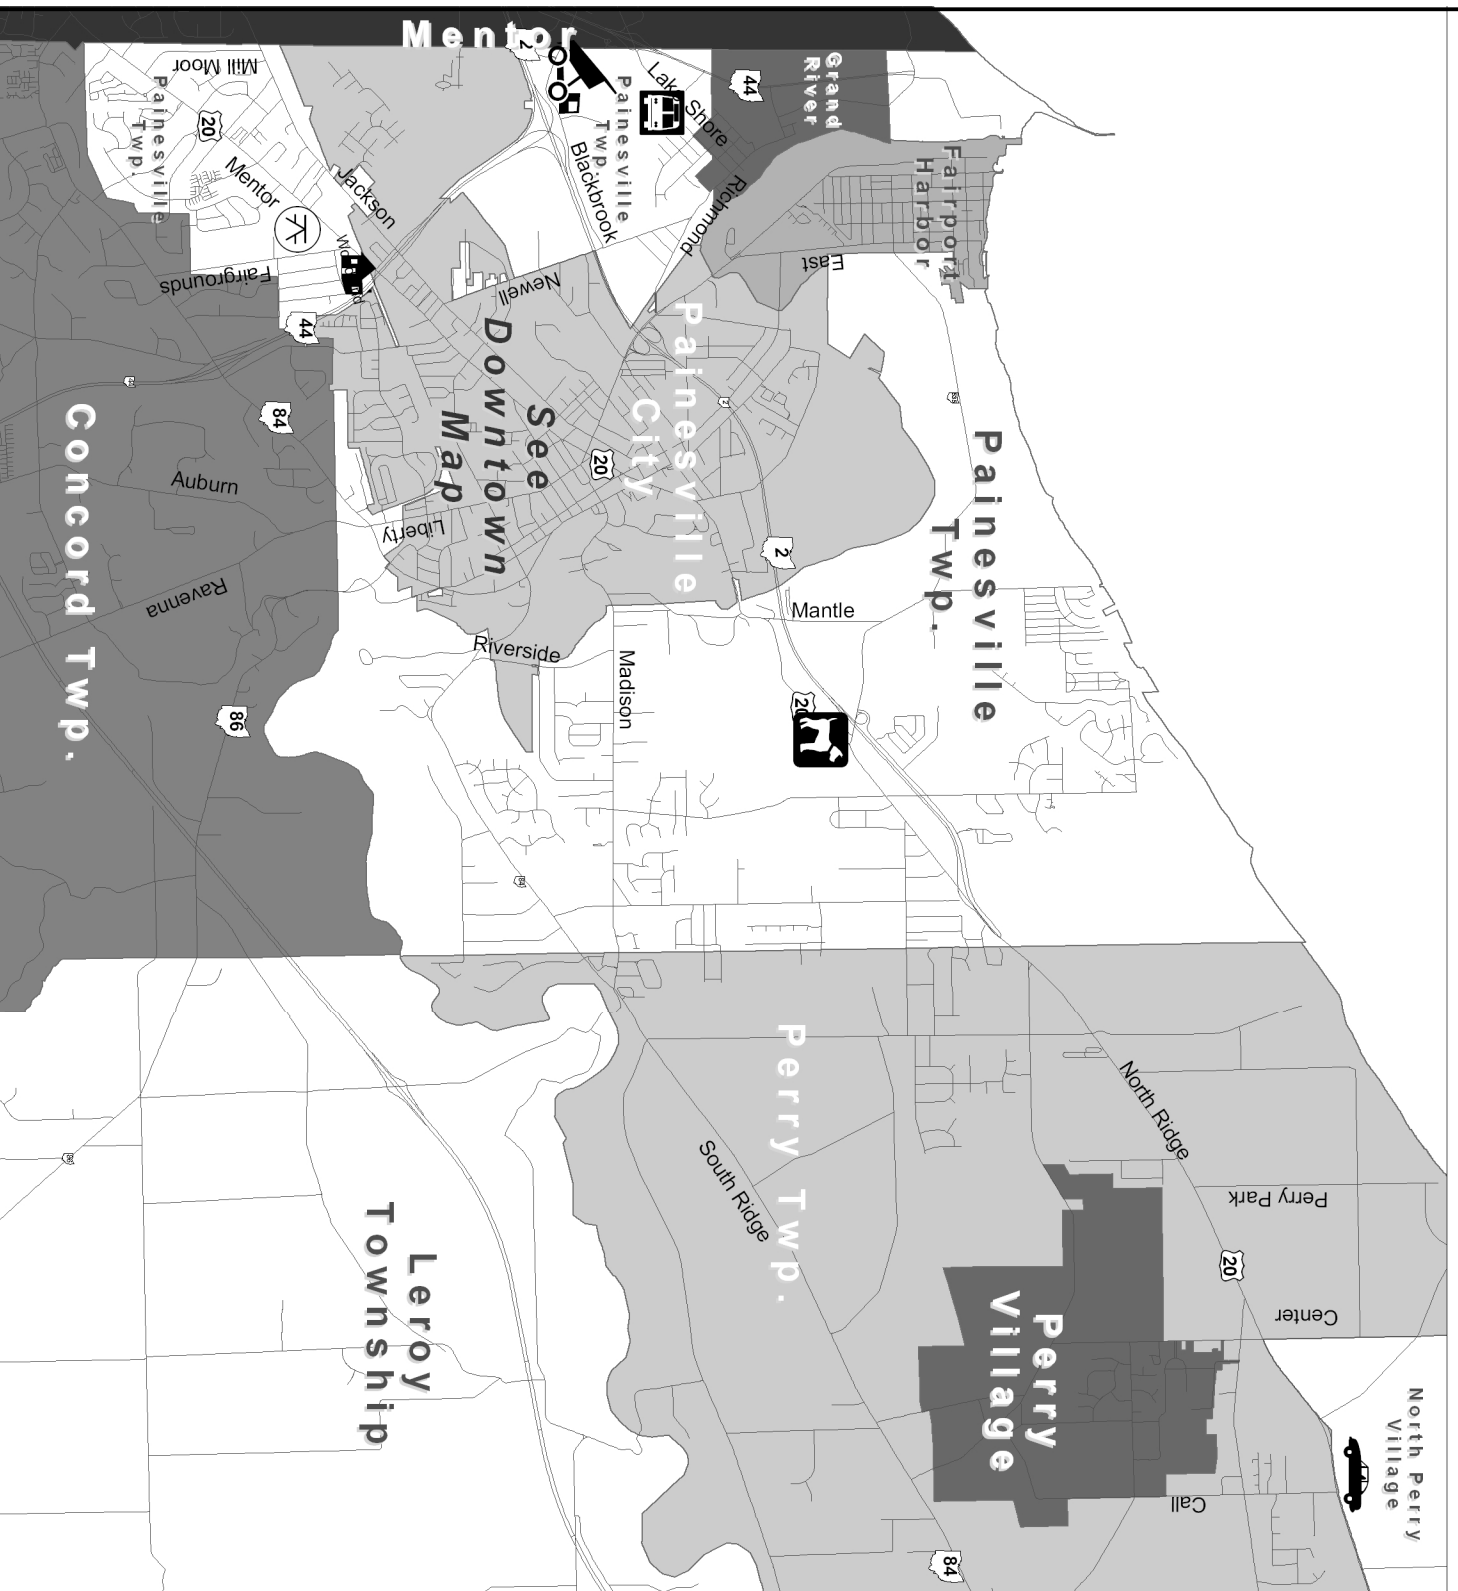 Mentor
2
Mill Moor
Painesville
Twp.
20
Mentor
Jackson
Fairgrounds
44
Painesville
Twp.
Lake Shore
Blackbrook
Richmond
44
Grand
River
Fairport
Harbor
East
Newell
See
Downtown
Map
Painesville
City
20
2
2
84
Auburn
Liberty
Ravenna
Concord Twp.
86
Riverside
Madison
Mantle
20
Painesville
Twp.
84
Perry Twp.
North Ridge
South Ridge
Perry Park
20
Center
Perry
Village
Leroy
Township
North Perry
Village
Call
84